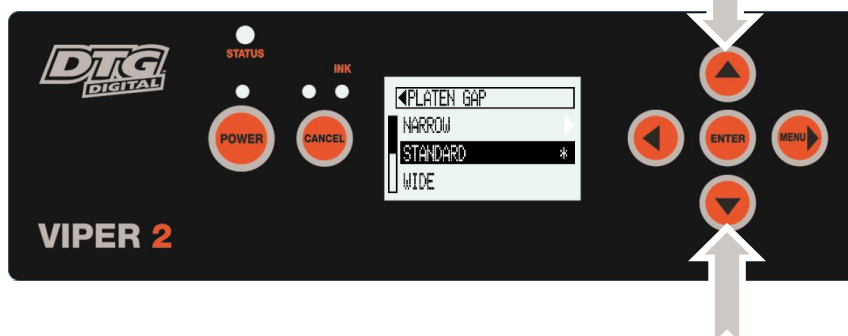 DTG
DIGITAL
STATUS
INK
POWER
CANCEL
PLATEN GAP
NARROW
STANDARD *
WIDE
ENTER
MENU
VIPER 2